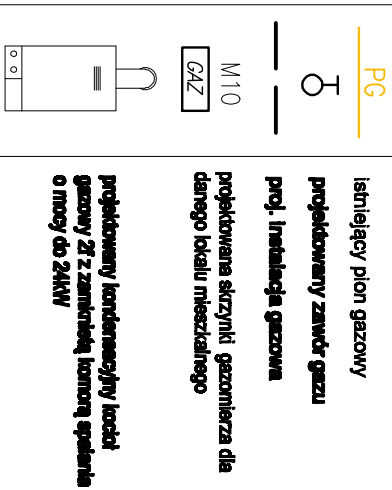 PG
istniejący pion gazowy
projektowany zawór gazu
proj. instalacja gazowa
M10
GAZ
projektowana skrzynki gazomierza dla
danego lokalu mieszkalnego
projektowany kondensacyjny kocioł
gazowy 2f z zamkniętą komorą spalania
o mocy do 24kW